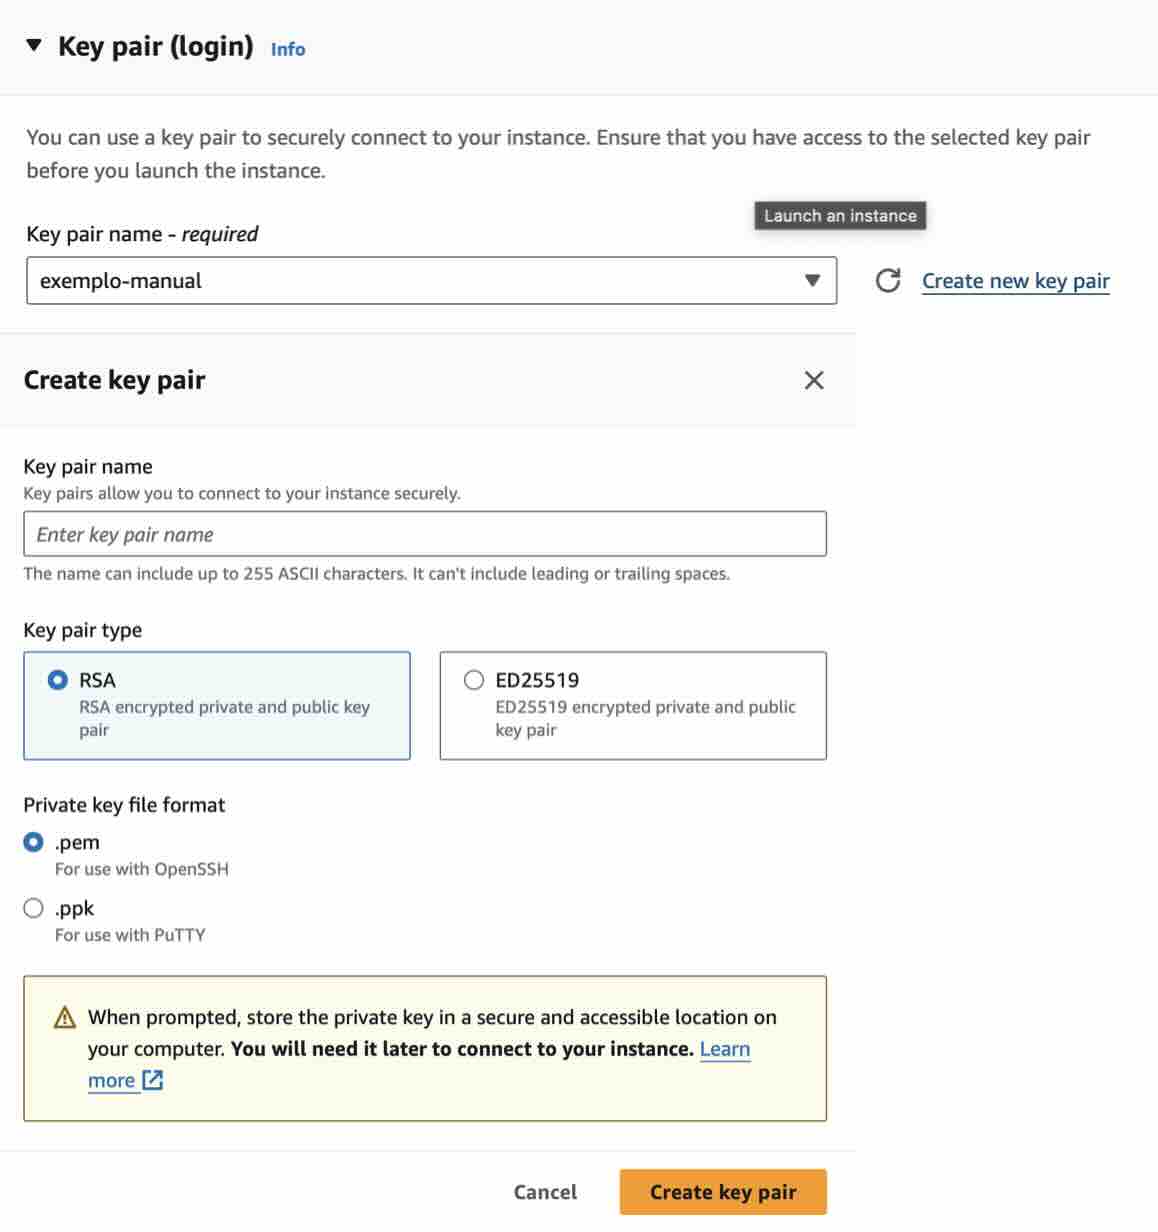 Key pair (login) Info
You can use a key pair to securely connect to your instance. Ensure that you have access to the selected key pair
before you launch the instance.
Launch an instance
Key pair name - required
exemplo-manual
Create new key pair
Create key pair
Key pair name
Key pairs allow you to connect to your instance securely.
Enter key pair name
The name can include up to 255 ASCII characters. It can't include leading or trailing spaces.
Key pair type
RSA
RSA encrypted private and public key
pair
ED25519
ED25519 encrypted private and public
key pair
Private key file format
.pem
For use with OpenSSH
.ppk
For use with PuTTY
When prompted, store the private key in a secure and accessible location on
your computer. You will need it later to connect to your instance. Learn
more
Cancel
Create key pair